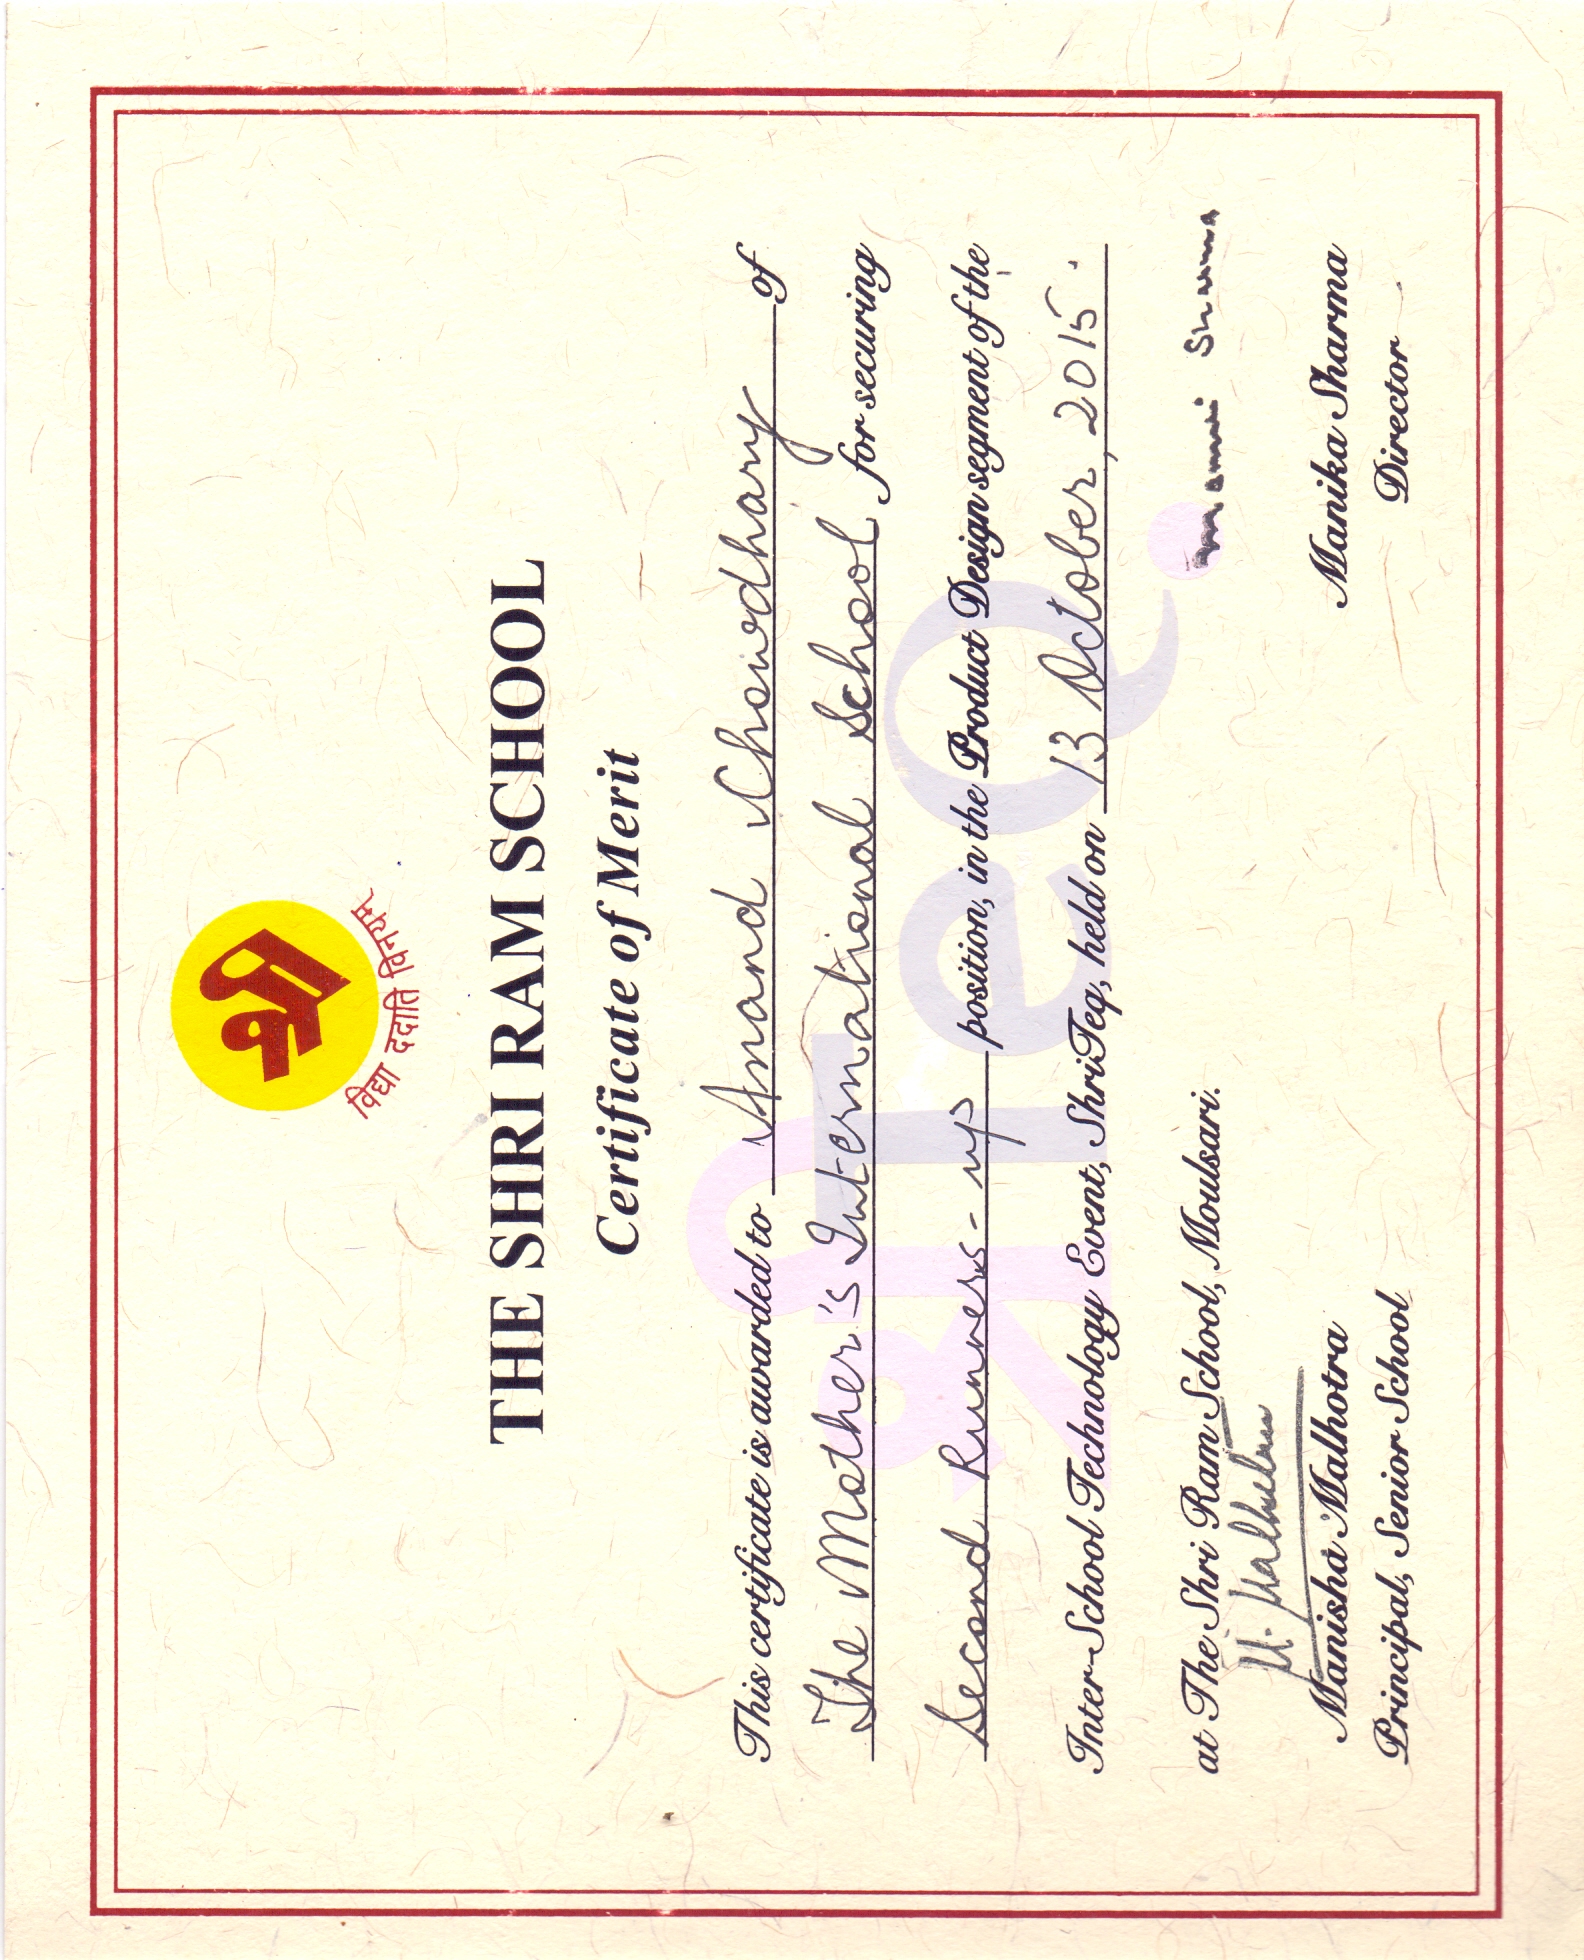 श्री
विद्या ददाति विनयम्
THE SHRI RAM SCHOOL
Certificate of Merit
This certificate is awarded to Anand Chowdhary of
The Mother's International School for securing
Second Runners-up position, in the Product Design segment of the
Inter-School Technology Event, ShriTeq, held on 13 October, 2015.
at The Shri Ram School, Moulsari.
श्रीTeQ.
M. Malhotra
Sharma
Manisha Malhotra
Manika Sharma
Principal, Senior School
Director